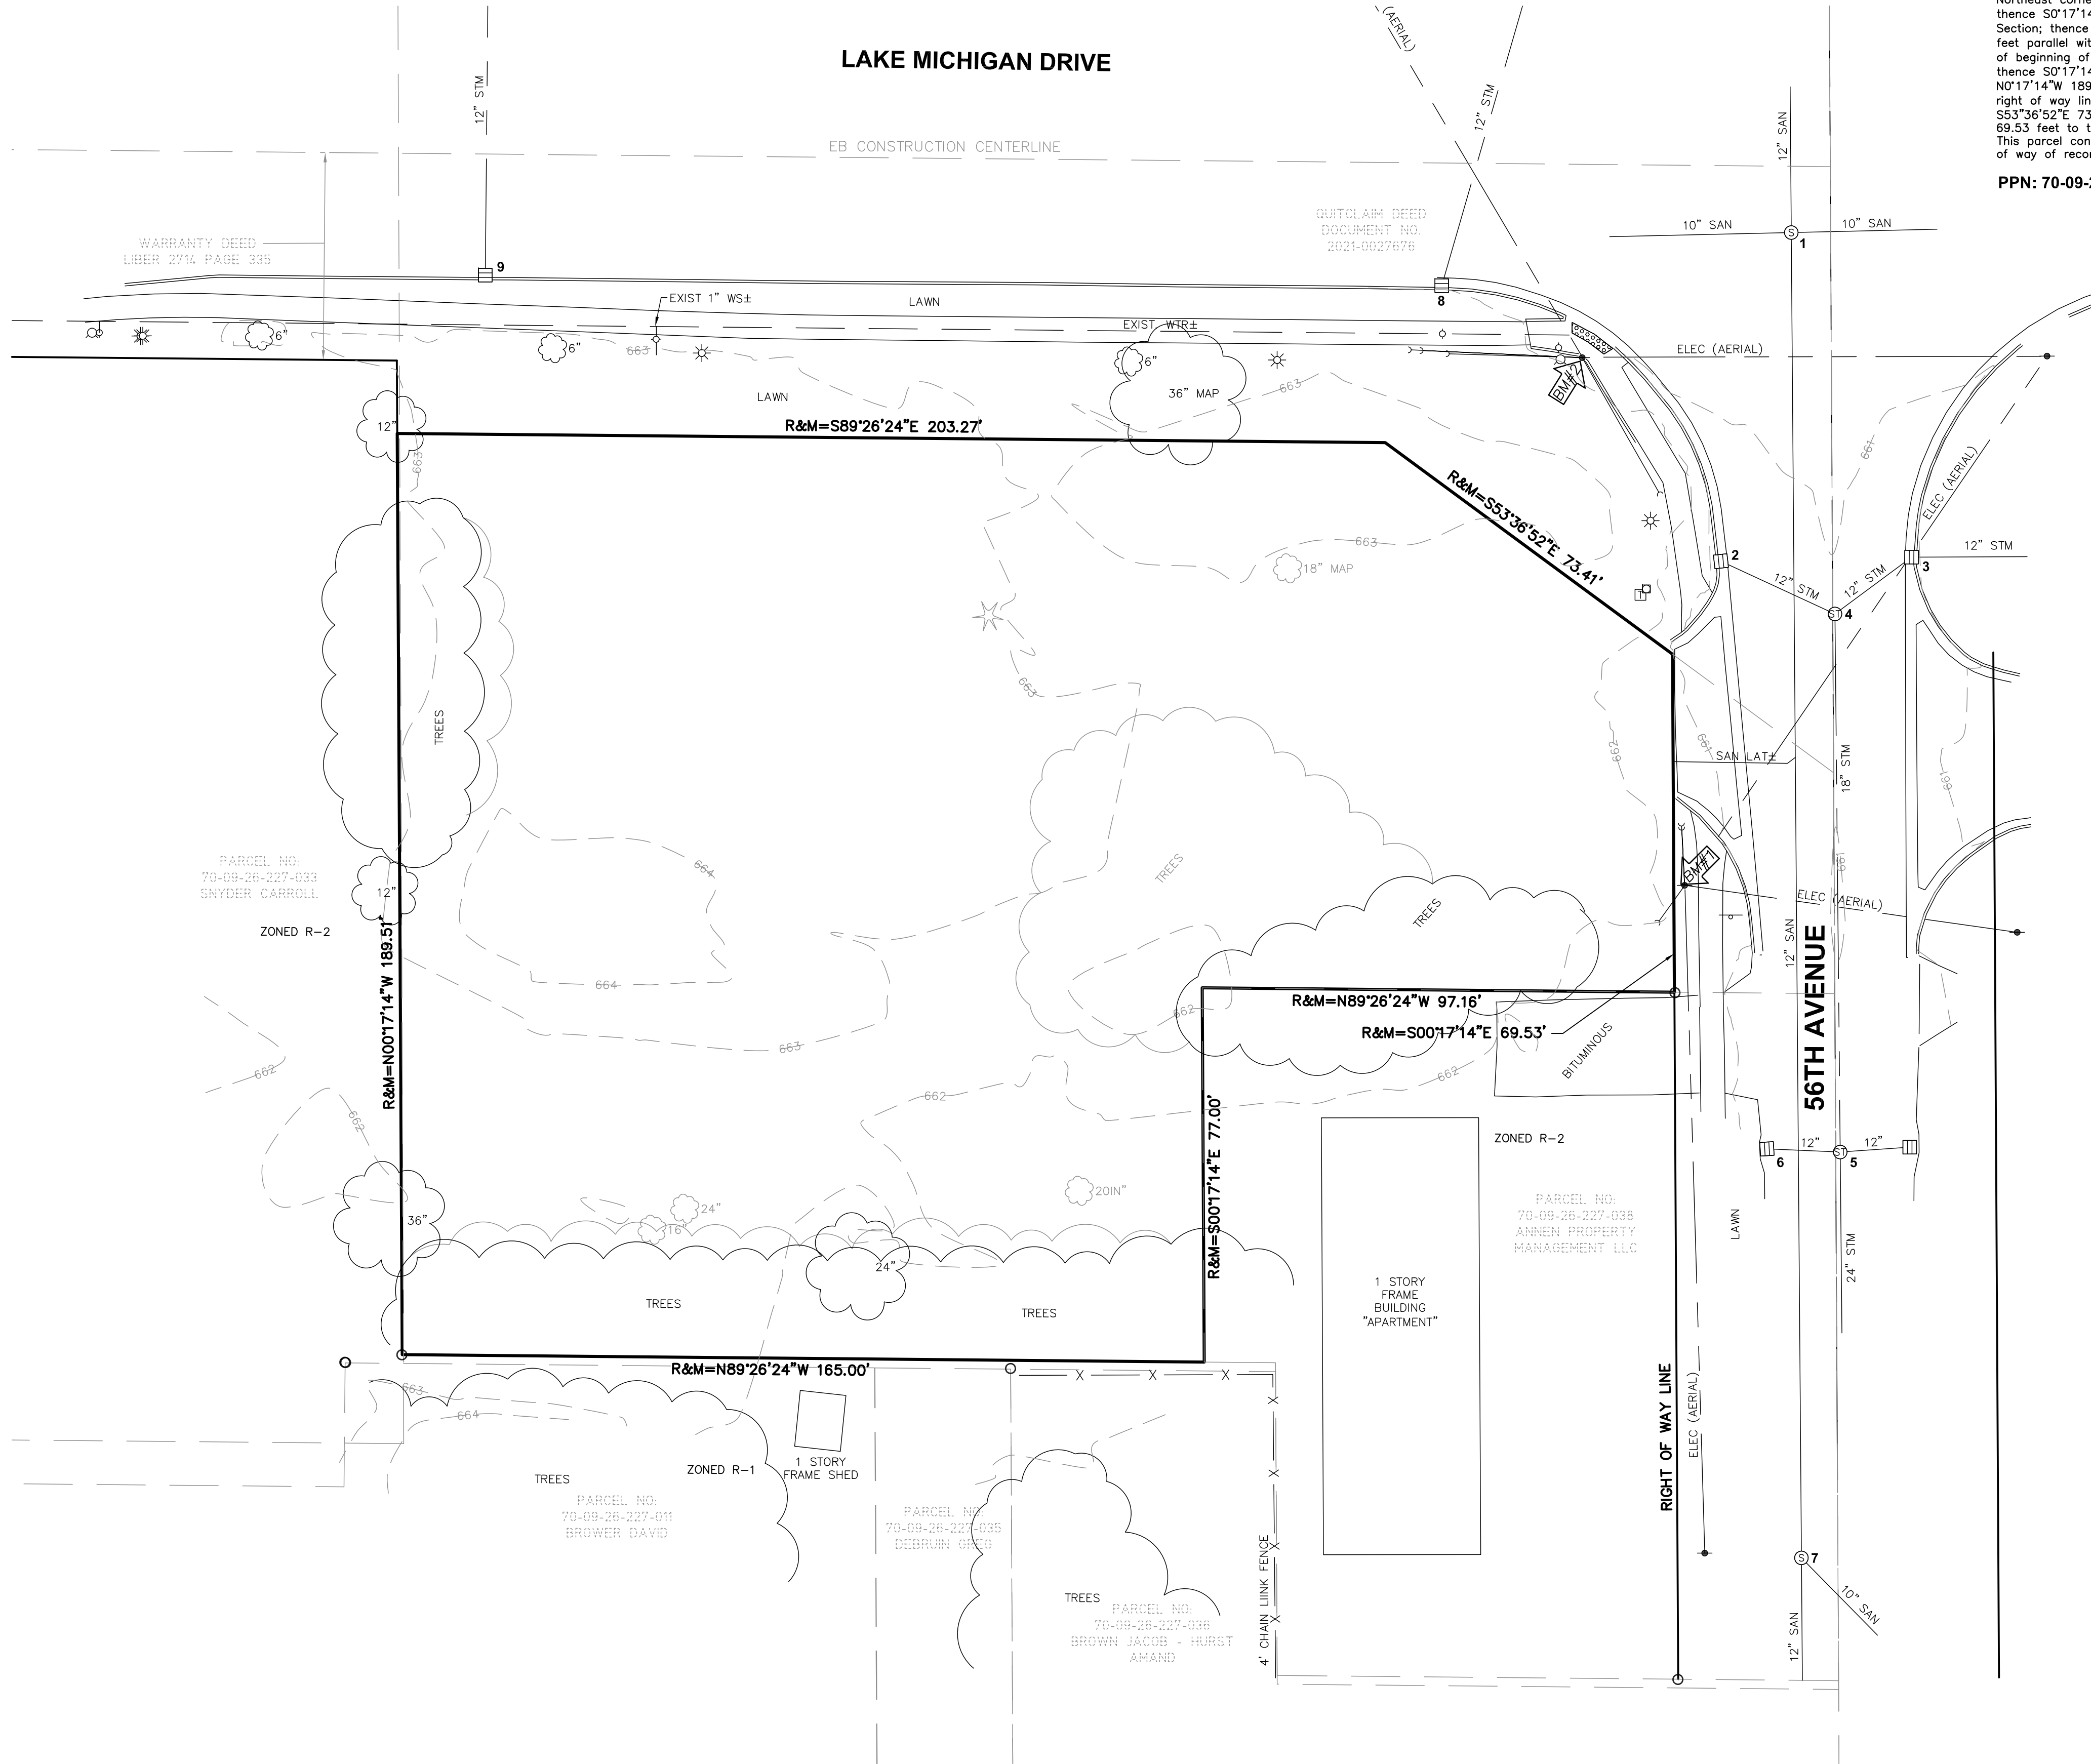 Northeast corne
thence S0°17'14
Section; thence
feet parallel wit
of beginning of
thence S0°17'14
N0°17'14"W 189
right of way lin
S53"36'52"E 73
69.53 feet to t
This parcel con
of way of recor
PPN: 70-09-2
LAKE MICHIGAN DRIVE
(AERIAL)
12" STM
12" STM
12" SAN
EB CONSTRUCTION CENTERLINE
WARRANTY DEED
LIBER 2714 PAGE 335
QUITCLAIM DEED
DOCUMENT NO.
2021-0027676
10" SAN
10" SAN
1
9
8
EXIST 1" WS±
LAWN
EXIST WTR±
6"
6"
6"
663
ELEC (AERIAL)
BM#2
36" MAP
663
LAWN
12"
R&M=S89°26'24"E 203.27'
663
661
ELEC (AERIAL)
R&M=S53°36'52"E 73.41'
663
18" MAP
2
12" STM
12" STM
3
12" STM
4
TREES
663
662
661
SAN LAT±
18" STM
661
661
TREES
664
PARCEL NO:
70-09-26-227-033
SNYDER CARROLL
ZONED R-2
12"
BM#1
ELEC (AERIAL)
TREES
12" SAN
56TH AVENUE
R&M=N00°17'14"W 189.51'
664
R&M=N89°26'24"W 97.16'
662
R&M=S00°17'14"E 69.53'
663
BITUMINOUS
662
662
662
662
R&M=S00°17'14"E 77.00'
ZONED R-2
12"
12"
6
5
20IN"
24"
16"
36"
PARCEL NO:
70-09-26-227-038
ANNEN PROPERTY
MANAGEMENT LLC
LAWN
24" STM
24"
1 STORY
FRAME
BUILDING
"APARTMENT"
TREES
TREES
R&M=N89°26'24"W 165.00'
X
X
X
663
664
X
1 STORY
FRAME SHED
ZONED R-1
TREES
X
RIGHT OF WAY LINE
ELEC (AERIAL)
PARCEL NO:
70-09-26-227-011
BROWER DAVID
PARCEL NO:
70-09-26-227-035
DEBRUIN GREG
X
4' CHAIN LIINK FENCE
7
10" SAN
12" SAN
TREES
PARCEL NO:
70-09-26-227-036
BROWN JACOB - HURST
AMAND
X